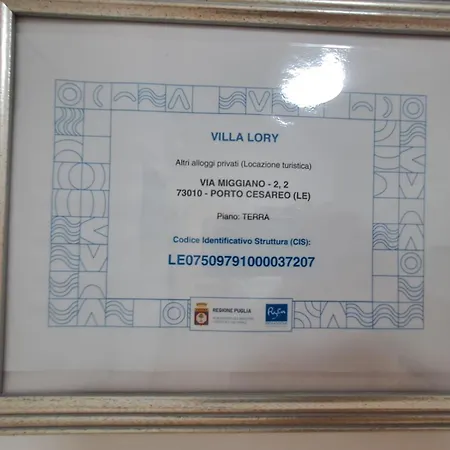 VILLA LORY
Altri alloggi privati (Locazione turistica)
VIA MIGGIANO - 2, 2
73010 - PORTO CESAREO (LE)
Piano: TERRA
Codice Identificativo Struttura (CIS):
LE07509791000037207
REGIONE PUGLIA